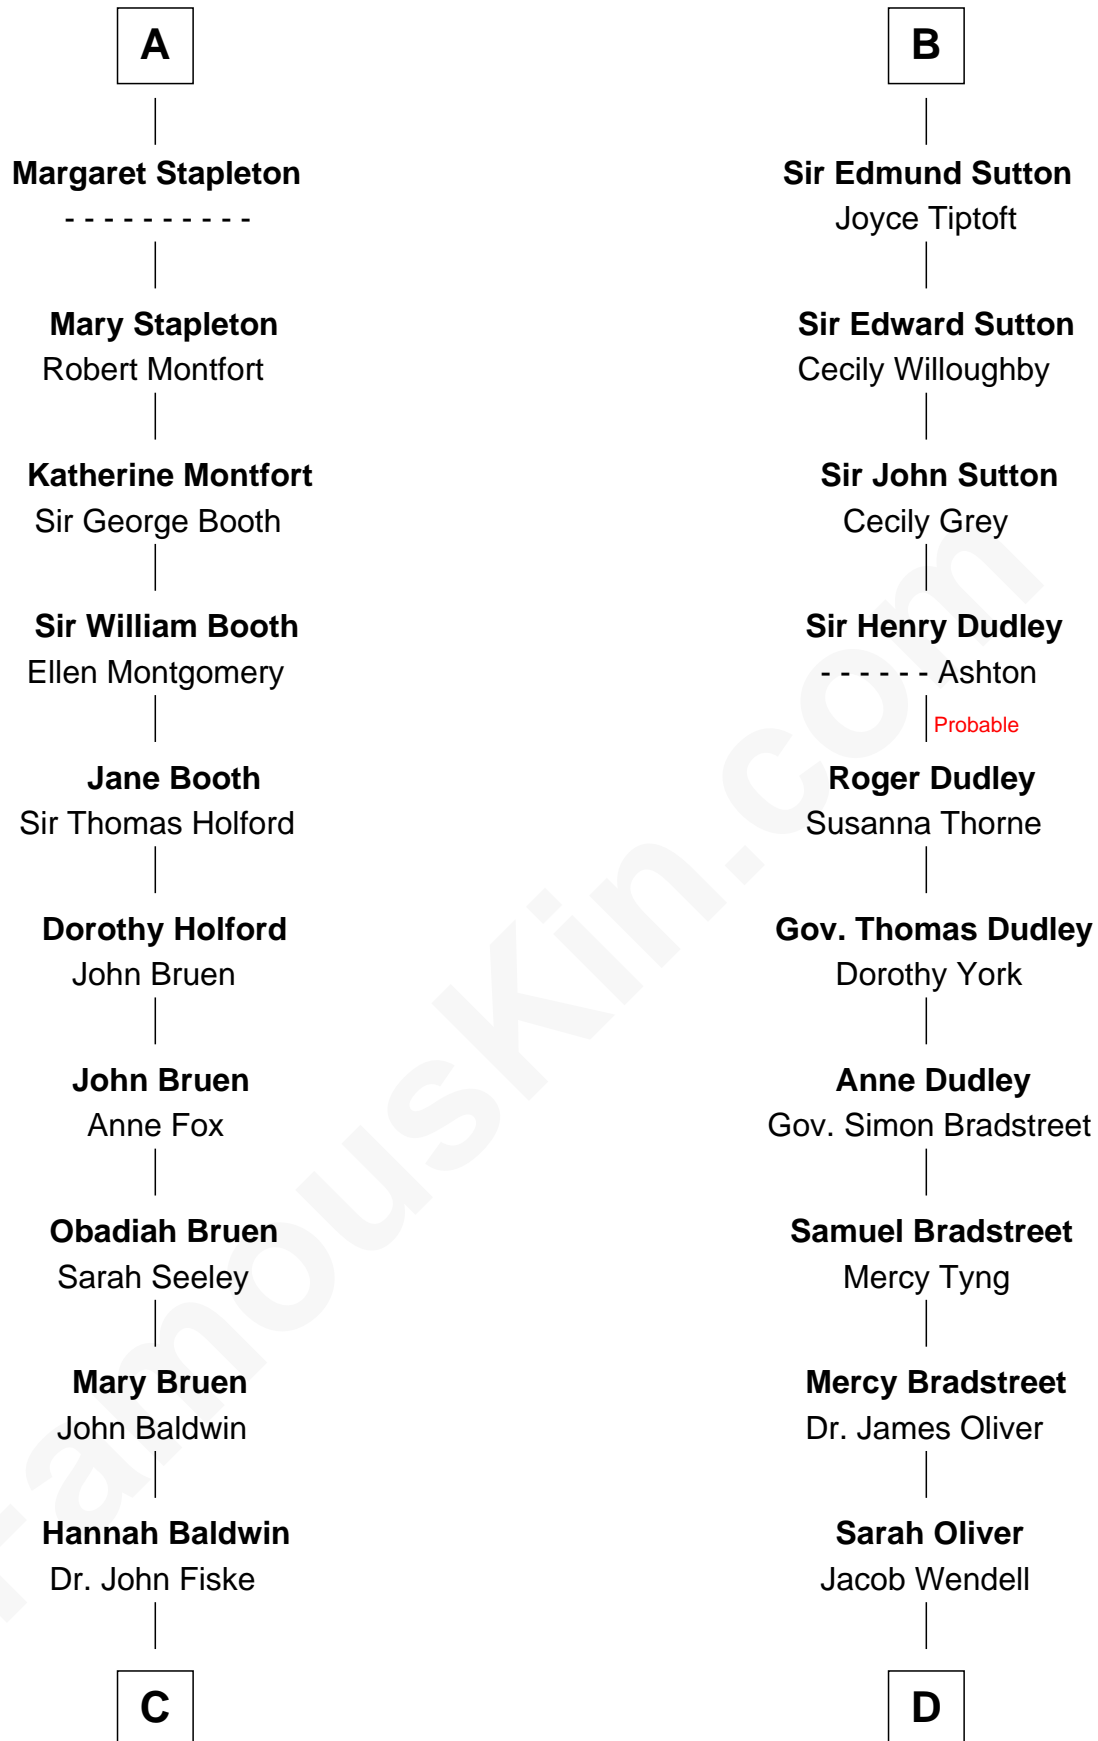 A
Margaret Stapleton
- - - - - - - - - -
Mary Stapleton
Robert Montfort
Katherine Montfort
Sir George Booth
Sir William Booth
Ellen Montgomery
Jane Booth
Sir Thomas Holford
Dorothy Holford
John Bruen
John Bruen
Anne Fox
Obadiah Bruen
Sarah Seeley
Mary Bruen
John Baldwin
Hannah Baldwin
Dr. John Fiske
C
B
Sir Edmund Sutton
Joyce Tiptoft
Sir Edward Sutton
Cecily Willoughby
Sir John Sutton
Cecily Grey
Sir Henry Dudley
- - - - - - Ashton
Probable
Roger Dudley
Susanna Thorne
Gov. Thomas Dudley
Dorothy York
Anne Dudley
Gov. Simon Bradstreet
Samuel Bradstreet
Mercy Tyng
Mercy Bradstreet
Dr. James Oliver
Sarah Oliver
Jacob Wendell
D
FamousKin.com